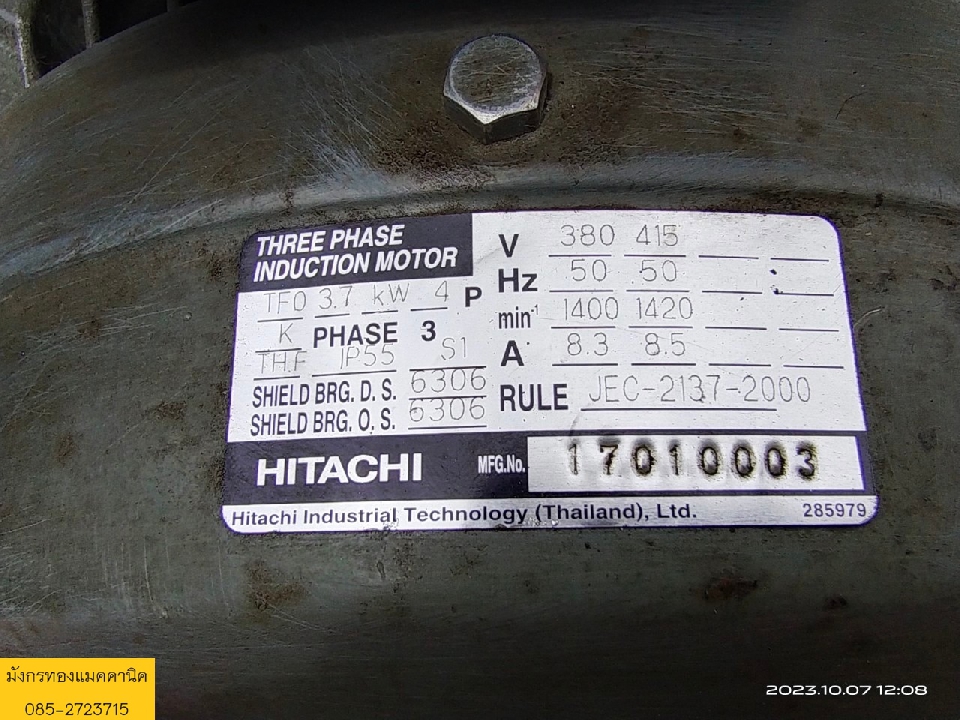 THREE PHASE
INDUCTION MOTOR
TFO 3.7 kW 4 P
K PHASE 3
TH.F IP55 S1
SHIELD BRG. D. S. 6306
SHIELD BRG. O. S. 6306
V 380 415
Hz 50 50
min⁻¹ 1400 1420
A 8.3 8.5
RULE JEC-2137-2000
HITACHI MFG.No. 17010003
Hitachi Industrial Technology (Thailand), Ltd. 285979
มังกรทองแมคคานิค
085-2723715
2023.10.07 12:08